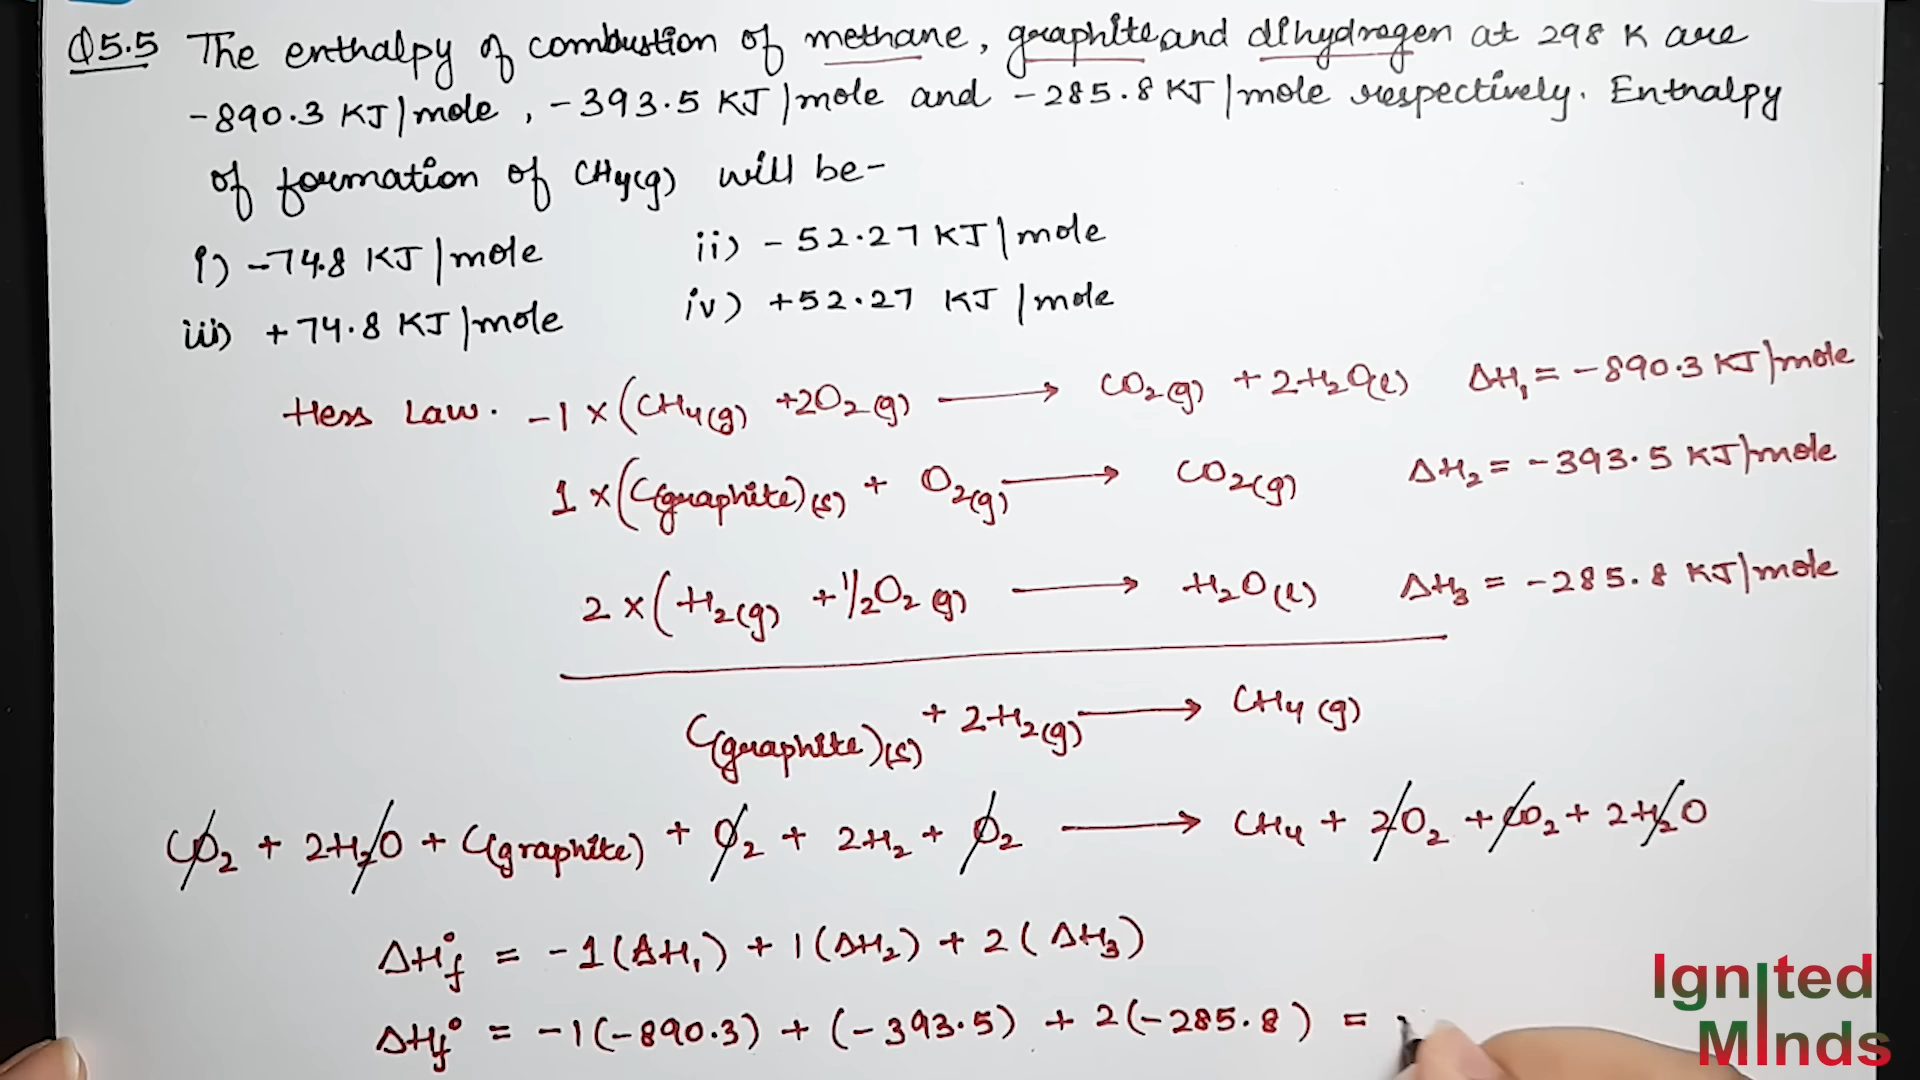 Q5.5 The enthalpy of combustion of methane, graphite and dihydrogen at 298 K are
-890.3 KJ/mole, -393.5 KJ/mole and -285.8 KJ/mole respectively. Enthalpy
of formation of CH4(g) will be-
i) -74.8 KJ/mole ii) -52.27 KJ/mole
iii) +74.8 KJ/mole iv) +52.27 KJ/mole
Hess Law. -1 × (CH4(g) + 2O2(g) ⟶ CO2(g) + 2H2O(l) ΔH1 = -890.3 KJ/mole
1 × (C(graphite)(s) + O2(g) ⟶ CO2(g) ΔH2 = -393.5 KJ/mole
2 × (H2(g) + 1/2O2(g) ⟶ H2O(l) ΔH3 = -285.8 KJ/mole
C(graphite)(s) + 2H2(g) ⟶ CH4(g)
CO2 + 2H2O + C(graphite) + O2 + 2H2 + O2 ⟶ CH4 + 2O2 + CO2 + 2H2O
ΔH°f = -1(ΔH1) + 1(ΔH2) + 2(ΔH3)
ΔHf° = -1(-890.3) + (-393.5) + 2(-285.8) =
Ignited
Minds